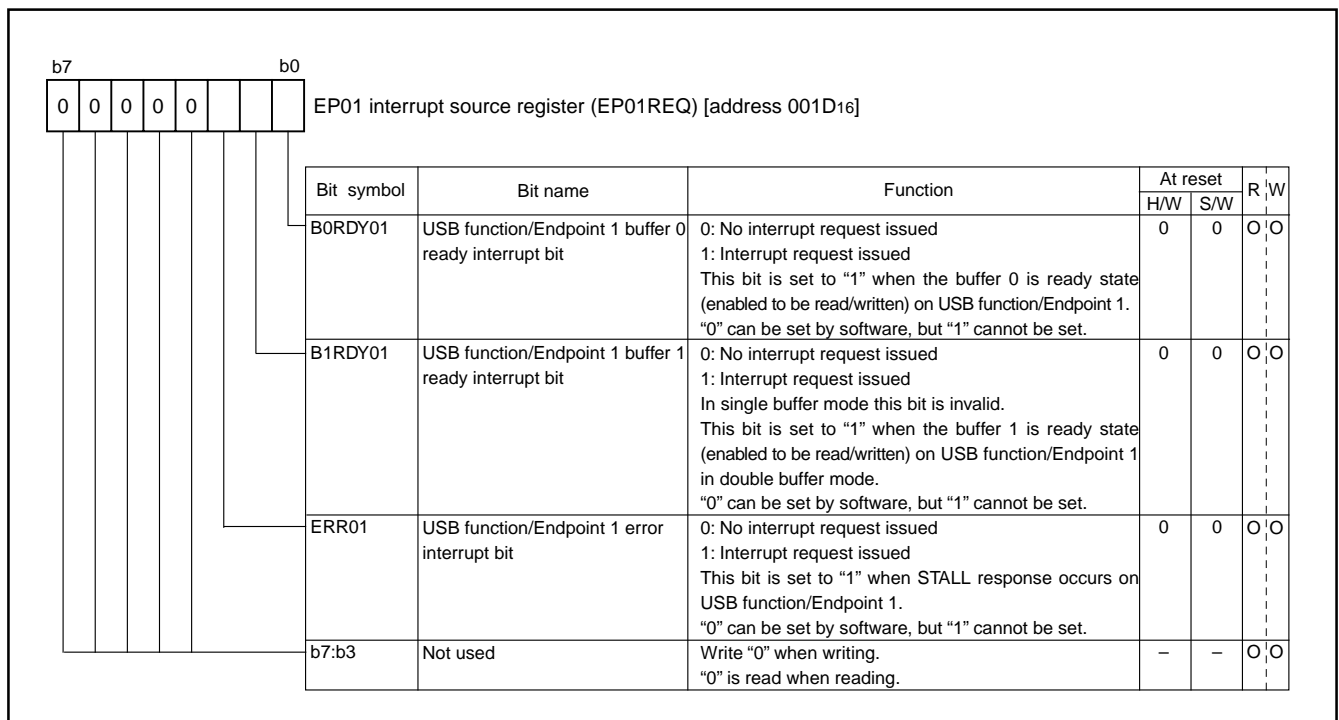 b7 b0
0 0 0 0 0 EP01 interrupt source register (EP01REQ) [address 001D16]
Bit symbol Bit name Function At reset R W
H/W S/W
B0RDY01 USB function/Endpoint 1 buffer 0 0: No interrupt request issued 0 0 O O
ready interrupt bit 1: Interrupt request issued
This bit is set to “1” when the buffer 0 is ready state
(enabled to be read/written) on USB function/Endpoint 1.
“0” can be set by software, but “1” cannot be set.
B1RDY01 USB function/Endpoint 1 buffer 1 0: No interrupt request issued 0 0 O O
ready interrupt bit 1: Interrupt request issued
In single buffer mode this bit is invalid.
This bit is set to “1” when the buffer 1 is ready state
(enabled to be read/written) on USB function/Endpoint 1
in double buffer mode.
“0” can be set by software, but “1” cannot be set.
ERR01 USB function/Endpoint 1 error 0: No interrupt request issued 0 0 O O
interrupt bit 1: Interrupt request issued
This bit is set to “1” when STALL response occurs on
USB function/Endpoint 1.
“0” can be set by software, but “1” cannot be set.
b7:b3 Not used Write “0” when writing. – – O O
“0” is read when reading.